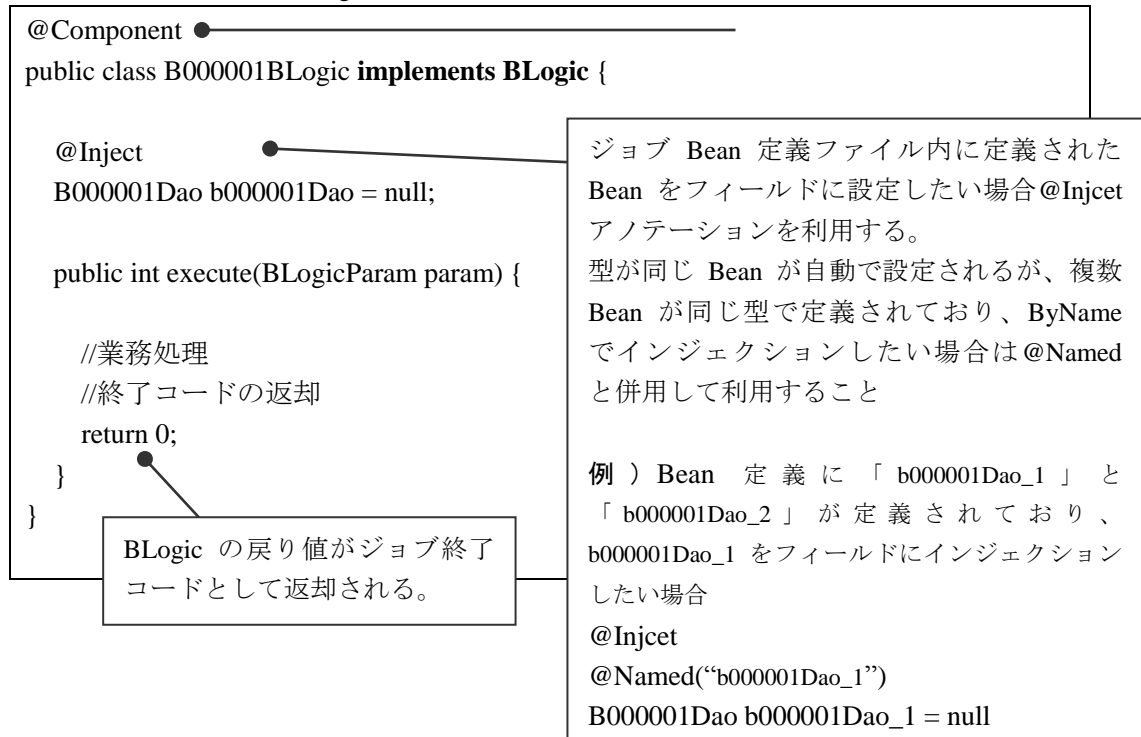 @Component
public class B000001BLogic implements BLogic {
@Inject
B000001Dao b000001Dao = null;
public int execute(BLogicParam param) {
//業務処理
//終了コードの返却
return 0;
}
}
BLogic の戻り値がジョブ終了
コードとして返却される。
ジョブ Bean 定義ファイル内に定義された
Bean をフィールドに設定したい場合@Injcet
アノテーションを利用する。
型が同じ Bean が自動で設定されるが、複数
Bean が同じ型で定義されており、ByName
でインジェクションしたい場合は@Named
と併用して利用すること
例）Bean 定義に「b000001Dao_1」と
「b000001Dao_2」が定義されており、
b000001Dao_1 をフィールドにインジェクション
したい場合
@Injcet
@Named(“b000001Dao_1”)
B000001Dao b000001Dao_1 = null